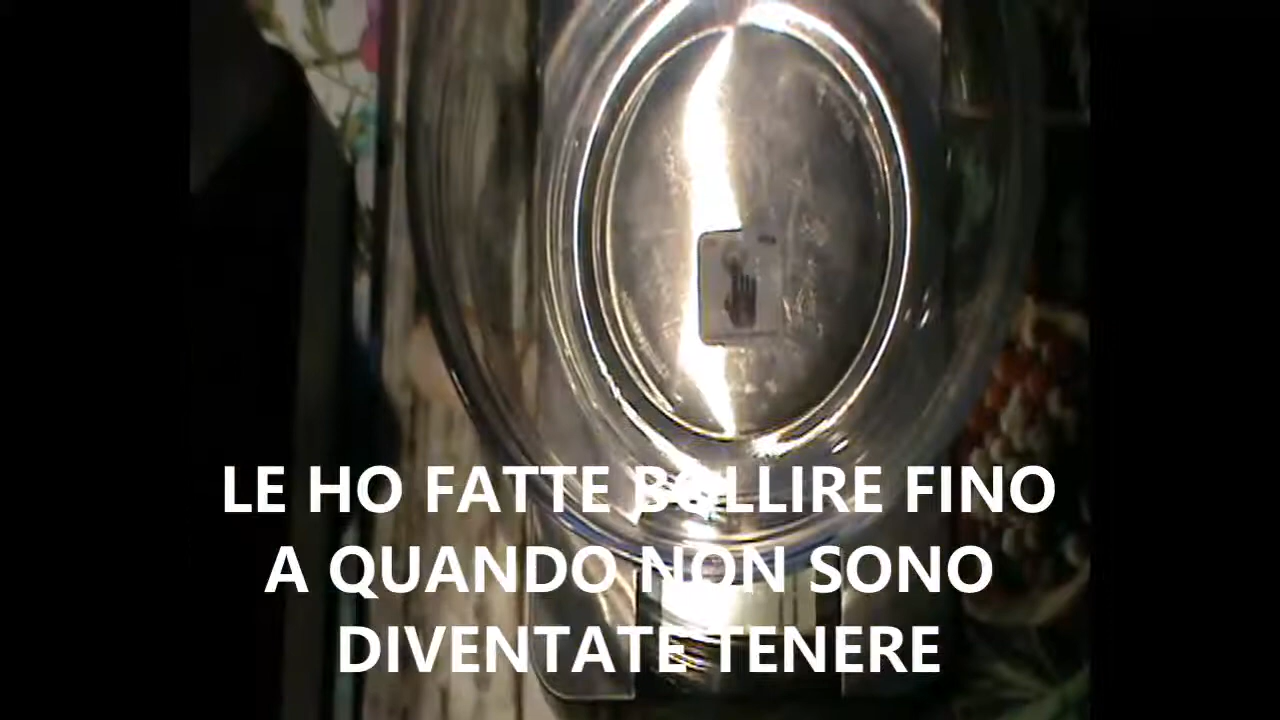 LE HO FATTE BOLLIRE FINO
A QUANDO NON SONO
DIVENTATE TENERE